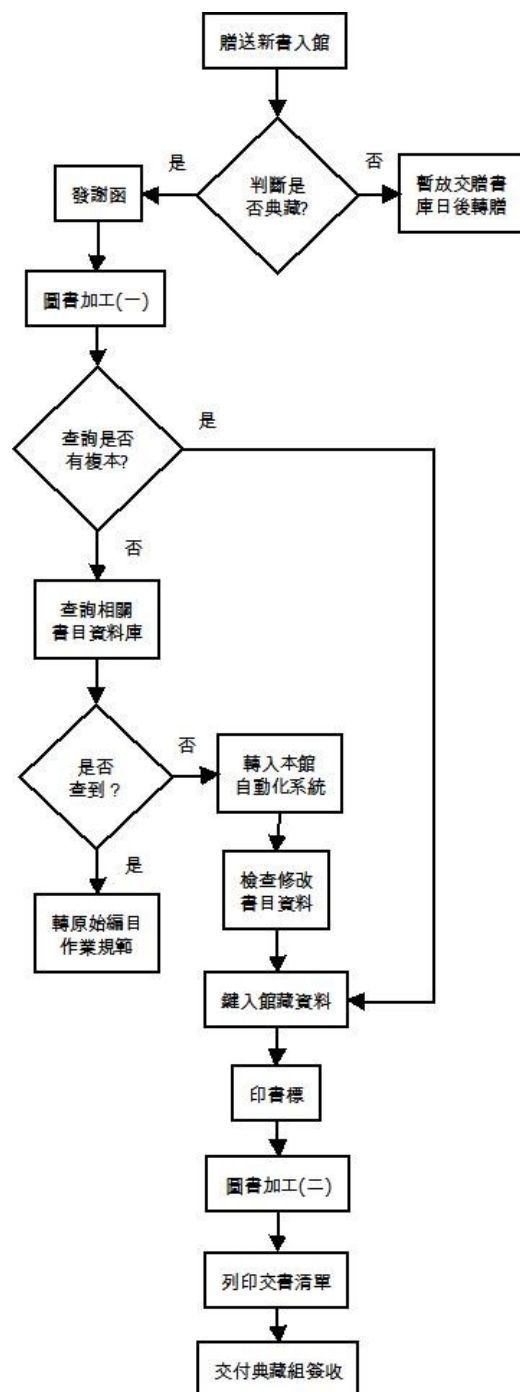 贈送新書入館
是
否
發謝函
判斷是
否典藏?
暫放交贈書
庫日後轉贈
圖書加工(一)
查詢是否
有複本?
是
否
查詢相關
書目資料庫
是否
查到？
否
轉入本館
自動化系統
是
檢查修改
書目資料
轉原始編目
作業規範
鍵入館藏資料
印書標
圖書加工(二)
列印交書清單
交付典藏組簽收